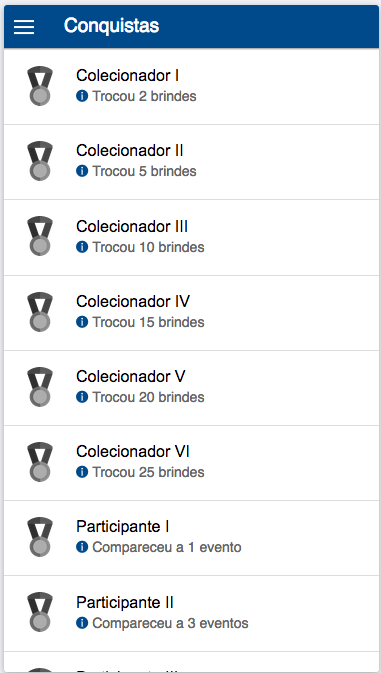 Conquistas
Colecionador I
Trocou 2 brindes
Colecionador II
Trocou 5 brindes
Colecionador III
Trocou 10 brindes
Colecionador IV
Trocou 15 brindes
Colecionador V
Trocou 20 brindes
Colecionador VI
Trocou 25 brindes
Participante I
Compareceu a 1 evento
Participante II
Compareceu a 3 eventos